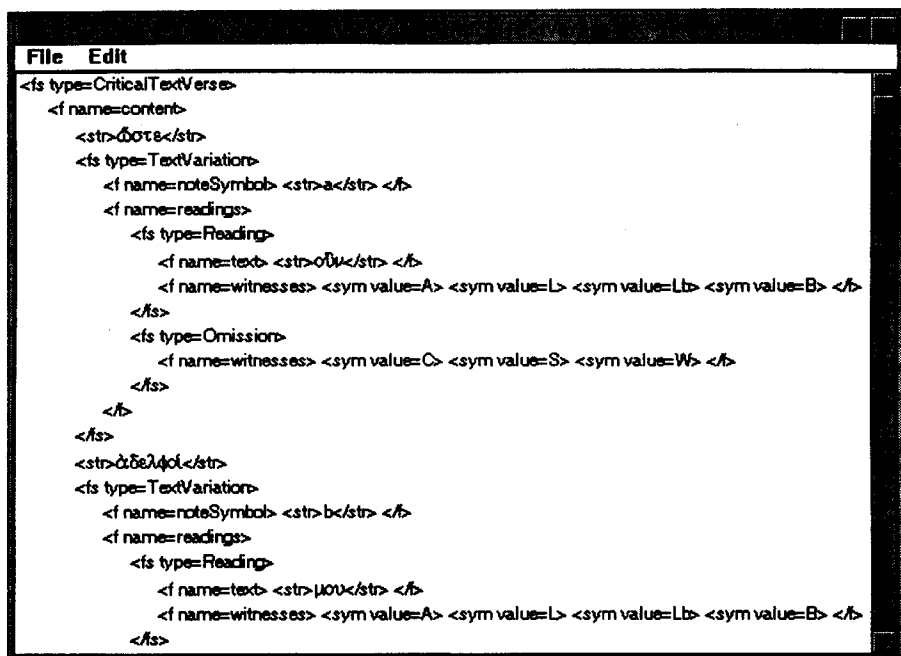 File Edit
<fs type=CriticalTextVerse>
<f name=content>
<str>ὥστε</str>
<fs type=TextVariation>
<f name=noteSymbol> <str>a</str> </f>
<f name=readings>
<fs type=Reading>
<f name=text> <str>οὖν</str> </f>
<f name=witnesses> <sym value=A> <sym value=L> <sym value=Lb> <sym value=B> </f>
</fs>
<fs type=Omission>
<f name=witnesses> <sym value=C> <sym value=S> <sym value=W> </f>
</fs>
</f>
</fs>
<str>ἀδελφοί</str>
<fs type=TextVariation>
<f name=noteSymbol> <str>b</str> </f>
<f name=readings>
<fs type=Reading>
<f name=text> <str>μου</str> </f>
<f name=witnesses> <sym value=A> <sym value=L> <sym value=Lb> <sym value=B> </f>
</fs>